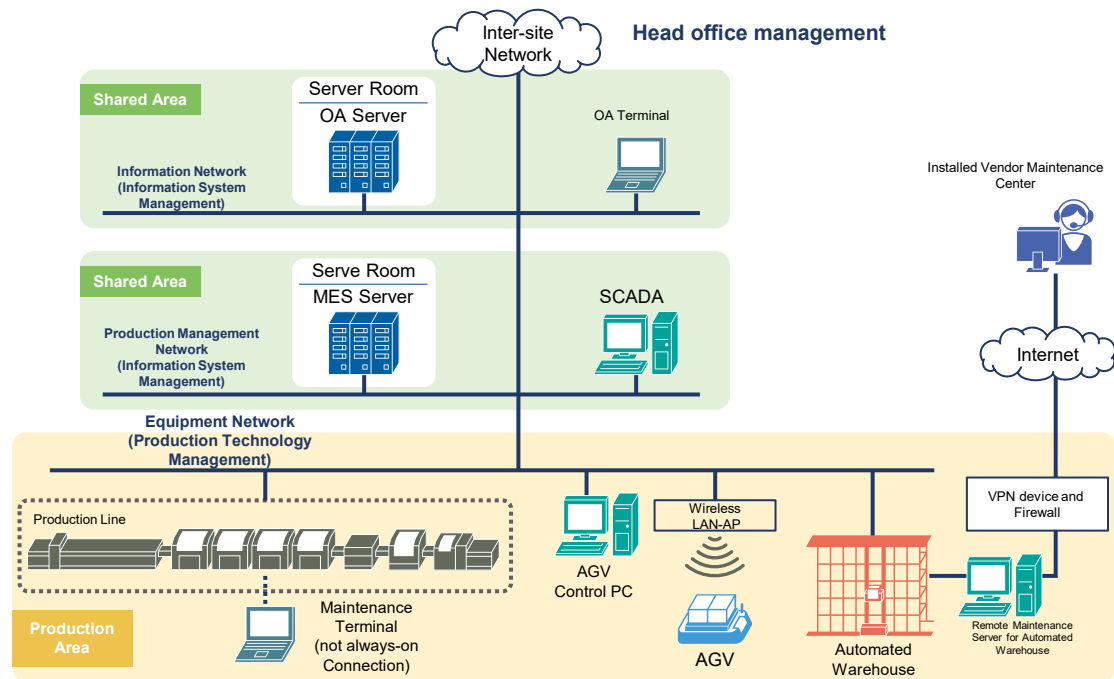 Inter-site
Network
Head office management
Shared Area
Server Room
OA Server
OA Terminal
Information Network
(Information System
Management)
Installed Vendor Maintenance
Center
Shared Area
Serve Room
MES Server
SCADA
Production Management
Network
(Information System
Management)
Internet
Equipment Network
(Production Technology
Management)
Production Line
Wireless
LAN-AP
VPN device and
Firewall
AGV
Control PC
Maintenance
Terminal
(not always-on
Connection)
AGV
Automated
Warehouse
Remote Maintenance
Server for Automated
Warehouse
Production
Area